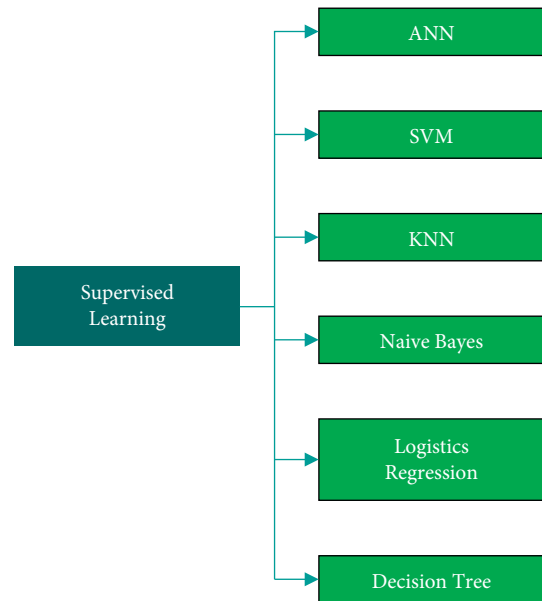 ANN
SVM
KNN
Supervised
Learning
Naive Bayes
Logistics
Regression
Decision Tree